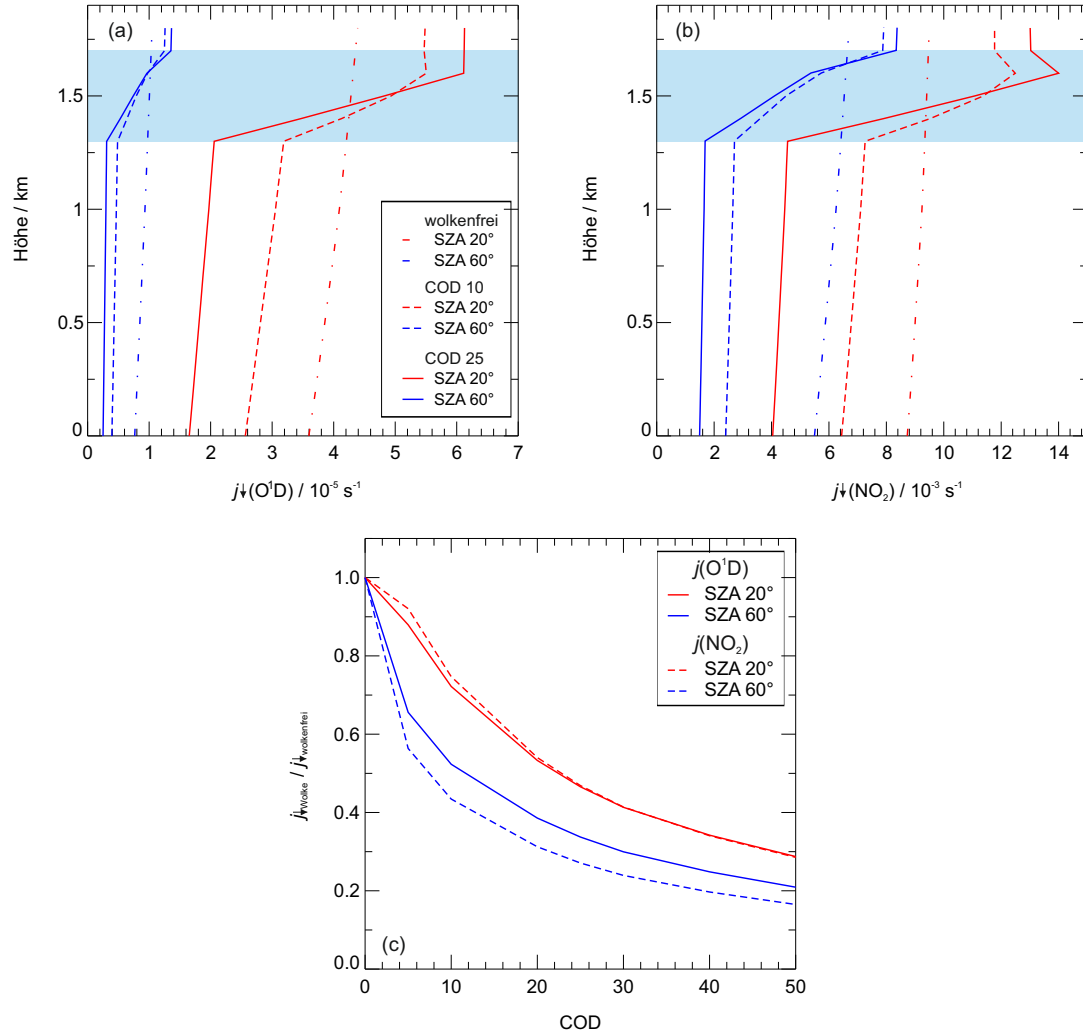 (a)
Höhe / km
1.5
1
0.5
0
0 1 2 3 4 5 6 7
j↓(O¹D) / 10⁻⁵ s⁻¹
wolkenfrei
SZA 20°
SZA 60°
COD 10
SZA 20°
SZA 60°
COD 25
SZA 20°
SZA 60°
(b)
Höhe / km
1.5
1
0.5
0
0 2 4 6 8 10 12 14
j↓(NO₂) / 10⁻³ s⁻¹
j↓Wolke / j↓wolkenfrei
1.0
0.8
0.6
0.4
0.2
0.0
j(O¹D)
SZA 20°
SZA 60°
j(NO₂)
SZA 20°
SZA 60°
(c)
0 10 20 30 40 50
COD